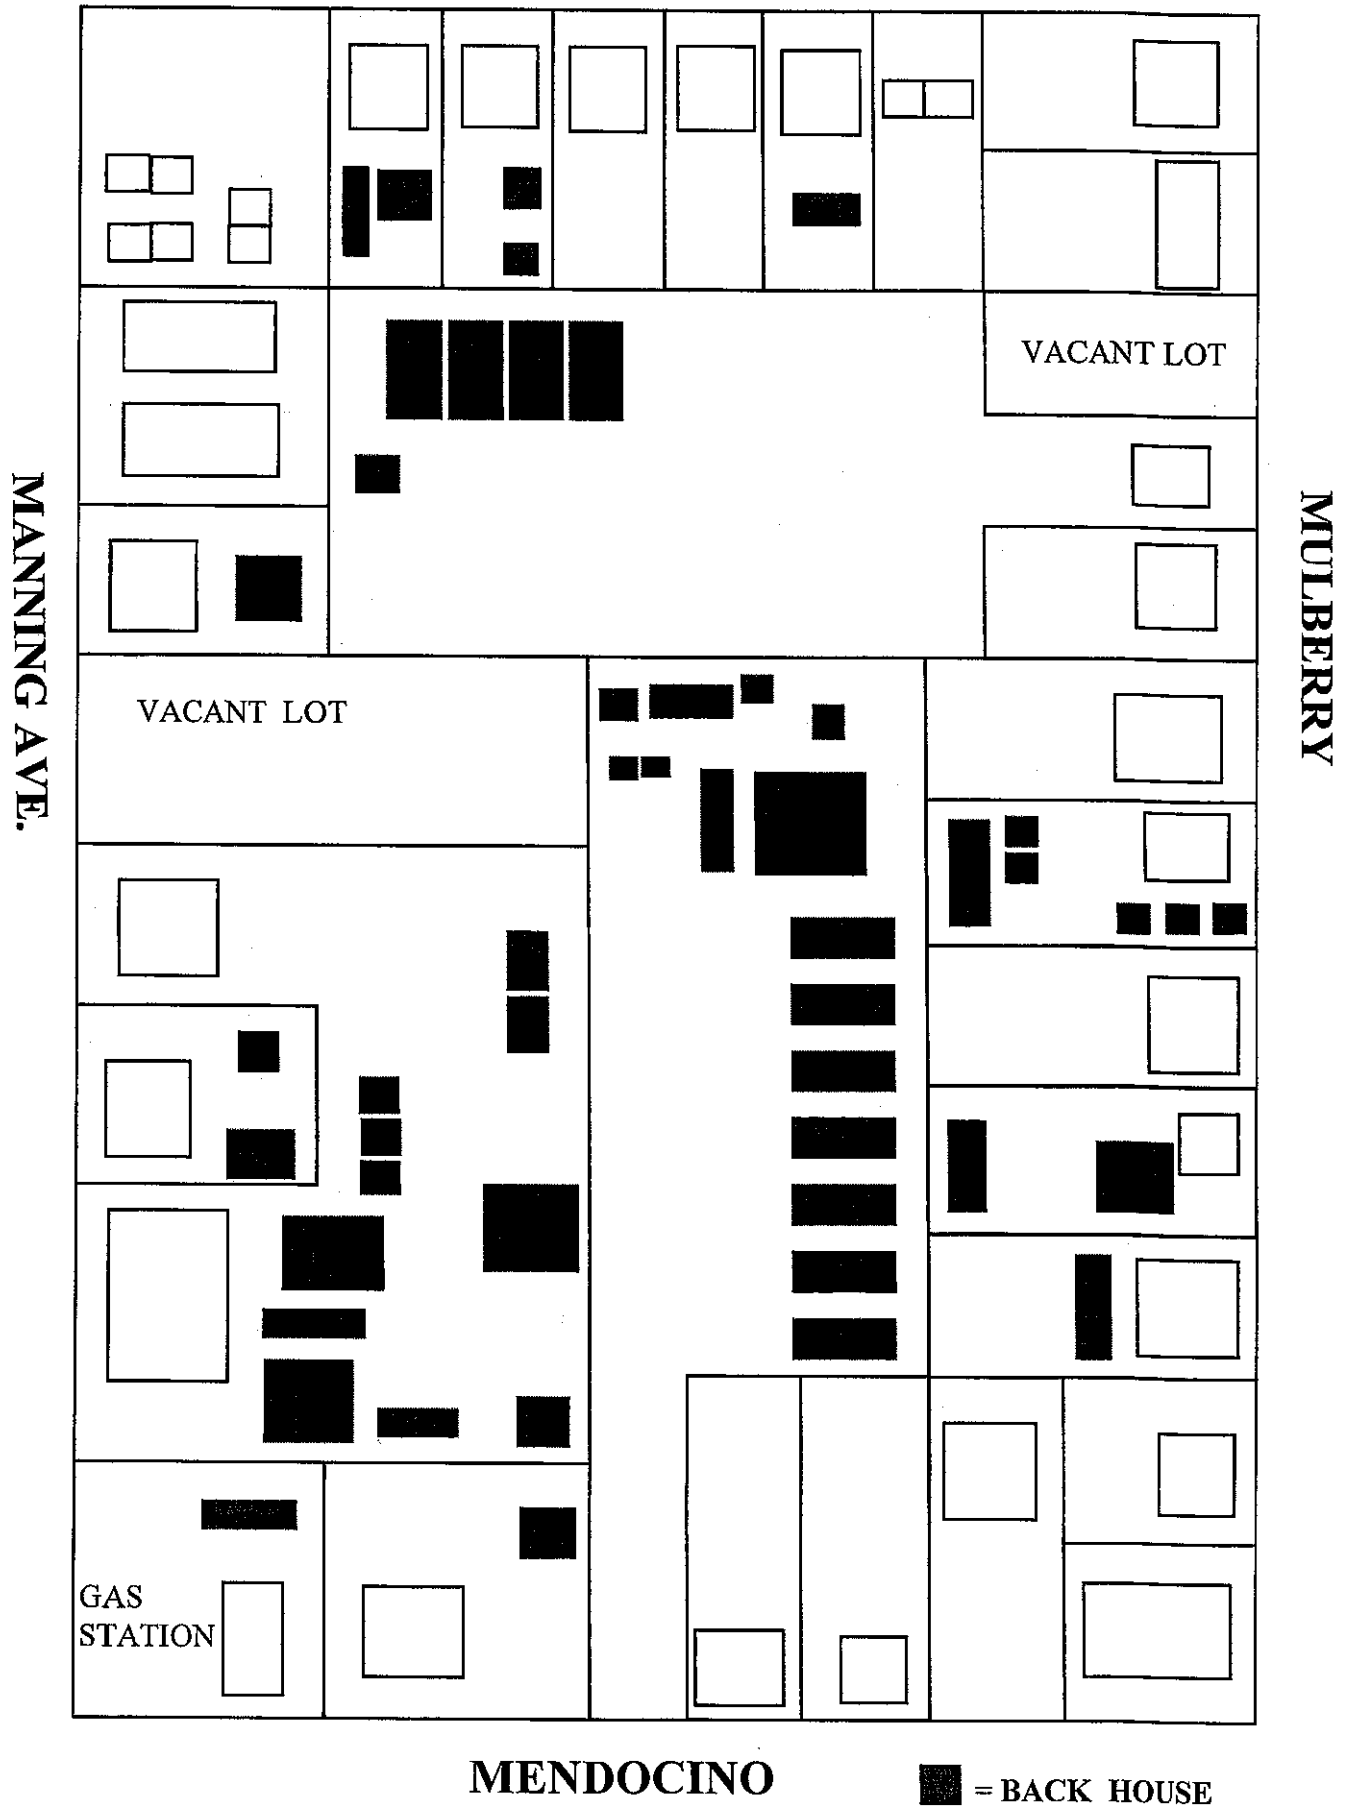 VACANT LOT
MANNING AVE.
MULBERRY
VACANT LOT
GAS
STATION
MENDOCINO
= BACK HOUSE